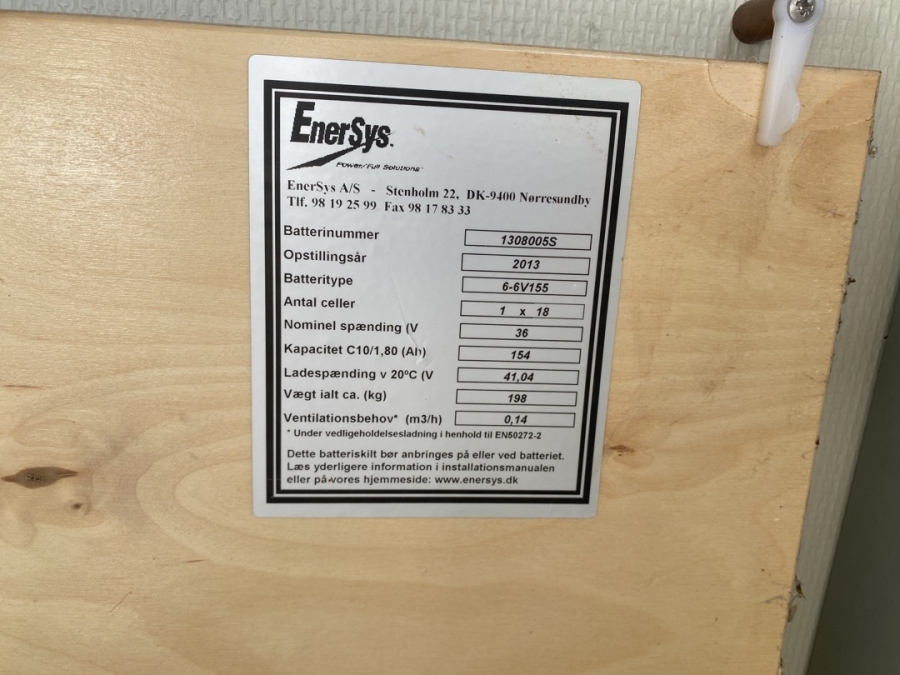 EnerSys
Power/Full Solutions
EnerSys A/S - Stenholm 22, DK-9400 Nørresundby
Tlf. 98 19 25 99 Fax 98 17 83 33
Batterinummer 1308005S
Opstillingsår 2013
Batteritype 6-6V155
Antal celler 1 x 18
Nominel spænding (V 36
Kapacitet C10/1,80 (Ah) 154
Ladespænding v 20ºC (V 41,04
Vægt ialt ca. (kg) 198
Ventilationsbehov* (m3/h) 0,14
* Under vedligeholdelsesladning i henhold til EN50272-2
Dette batteriskilt bør anbringes på eller ved batteriet.
Læs yderligere information i installationsmanualen
eller på vores hjemmeside: www.enersys.dk